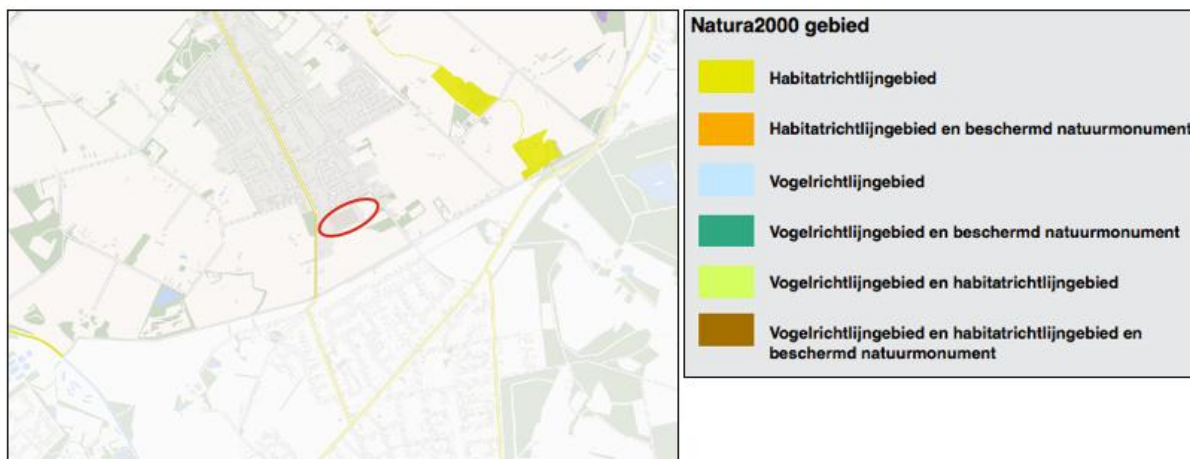 Natura2000 gebied
Habitatrichtlijngebied
Habitatrichtlijngebied en beschermd natuurmonument
Vogelrichtlijngebied
Vogelrichtlijngebied en beschermd natuurmonument
Vogelrichtlijngebied en habitatrichtlijngebied
Vogelrichtlijngebied en habitatrichtlijngebied en
beschermd natuurmonument